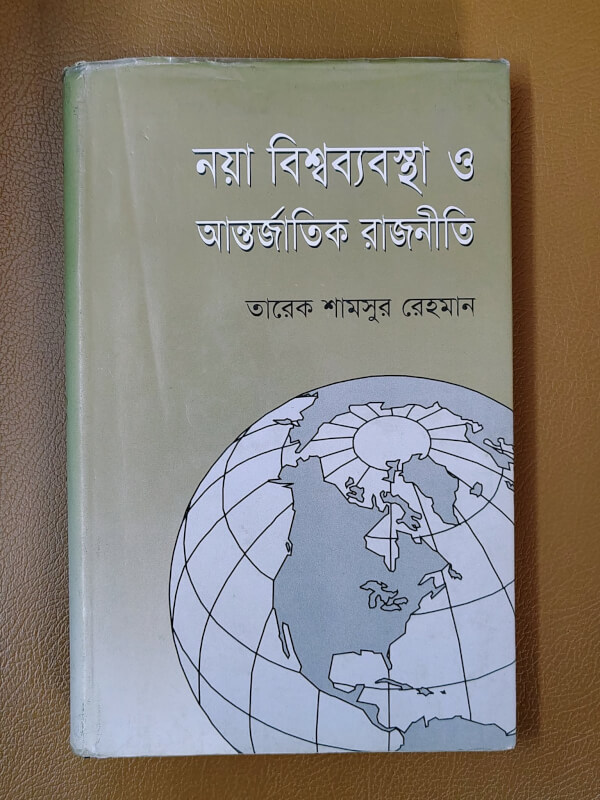 নয়া বিশ্বব্যবস্থা ও
আন্তর্জাতিক রাজনীতি
তারেক শামসুর রেহমান